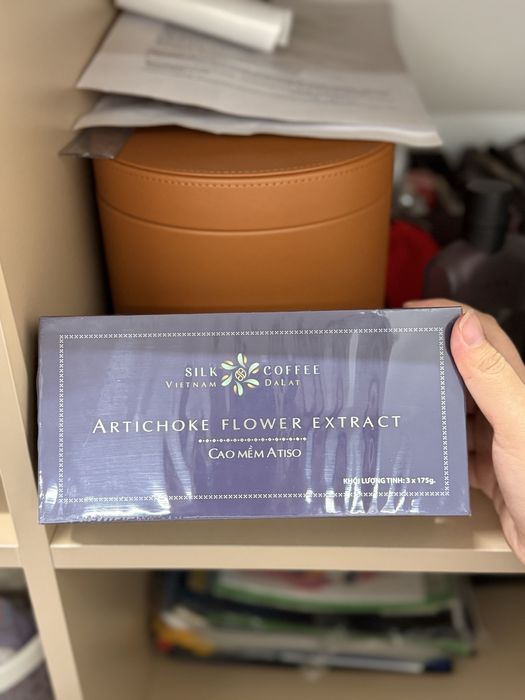 SILK COFFEE
VIETNAM DALAT
ARTICHOKE FLOWER EXTRACT
CAO MỀM ATISO
KHỐI LƯỢNG TỊNH: 3 x 175g.